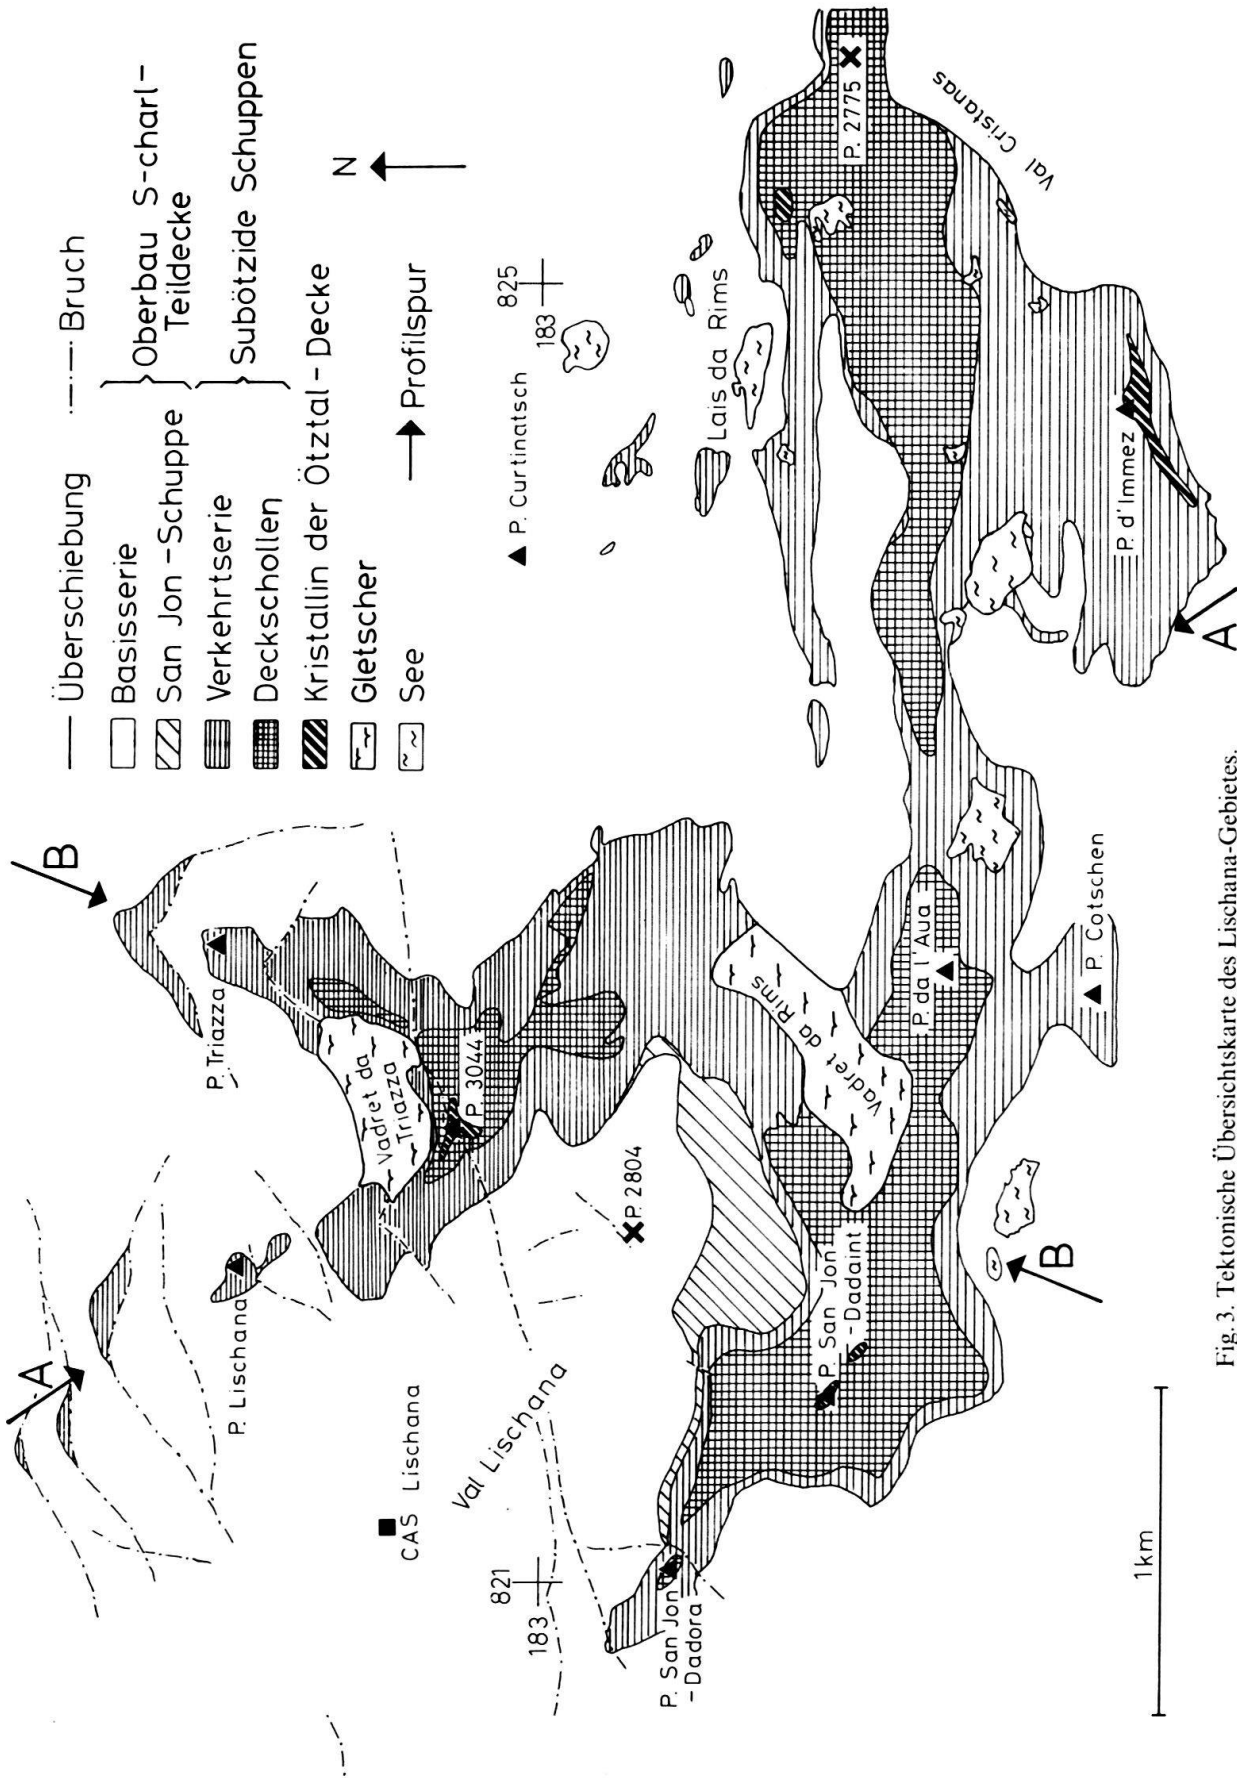 Überschiebung
Bruch
Basisserie
San Jon-Schuppe
Oberbau S-charl-
Teildecke
Verkehrtserie
Deckschollen
Subötzide Schuppen
Kristallin der Ötztal-Decke
Gletscher
See
Profilspur
N
A
B
P. Triazza
P. Lischana
Vadret da
Triazza
P. 3044
CAS Lischana
Val Lischana
P. 2804
821
183
P. San Jon
-Dadora
P. San Jon
-Dadaint
Vadret da Rims
P. da l'Aua
P. Cotschen
B
P. Curtinatsch
825
183
Lais da Rims
P. 2775
Val Cristanas
P. d'Immez
A
1km
Fig. 3. Tektonische Übersichtskarte des Lischana-Gebietes.